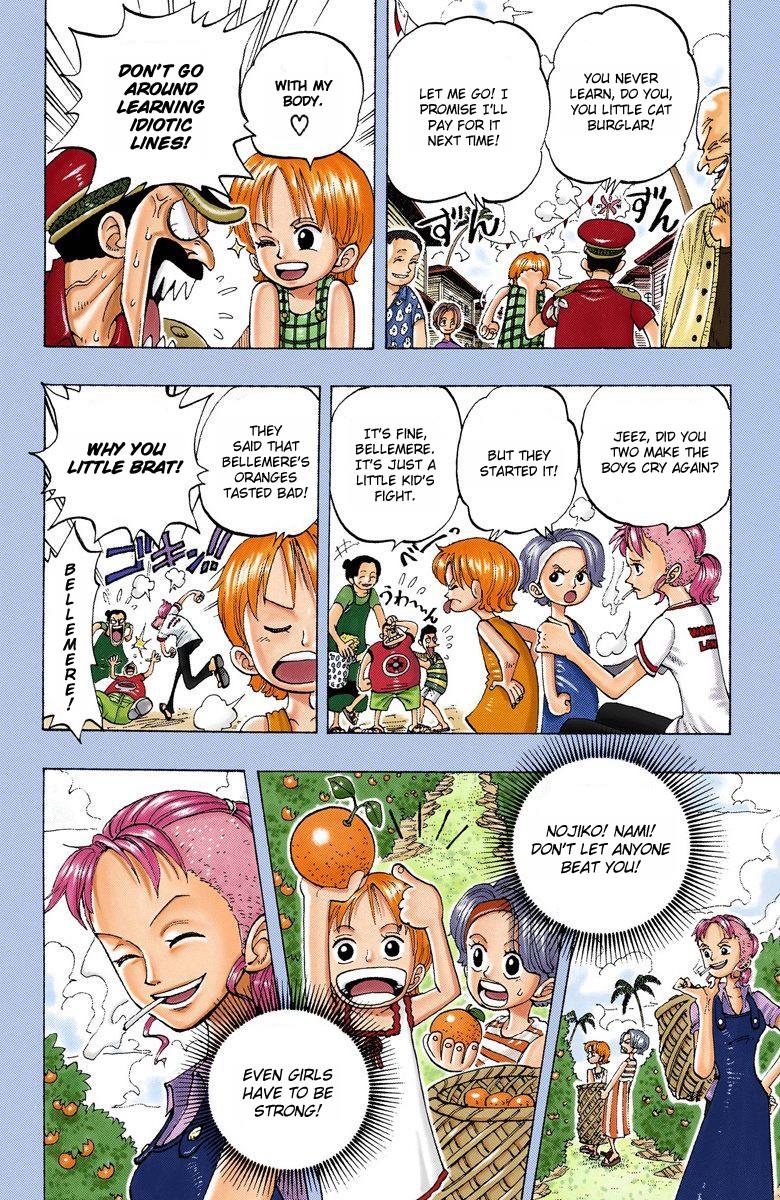 YOU NEVER
LEARN, DO YOU,
YOU LITTLE CAT
BURGLAR!
LET ME GO! I
PROMISE I'LL
PAY FOR IT
NEXT TIME!
ずん
ずん
WITH MY
BODY.
♡
DON'T GO
AROUND
LEARNING
IDIOTIC
LINES!
JEEZ, DID YOU
TWO MAKE THE
BOYS CRY AGAIN?
BUT THEY
STARTED IT!
IT'S FINE,
BELLEMERE.
IT'S JUST A
LITTLE KID'S
FIGHT.
べーっ
うわーん
THEY
SAID THAT
BELLEMERE'S
ORANGES
TASTED BAD!
WHY YOU
LITTLE BRAT!
ゴキン!!
BELLEMERE!
NOJIKO! NAMI!
DON'T LET ANYONE
BEAT YOU!
EVEN GIRLS
HAVE TO BE
STRONG!